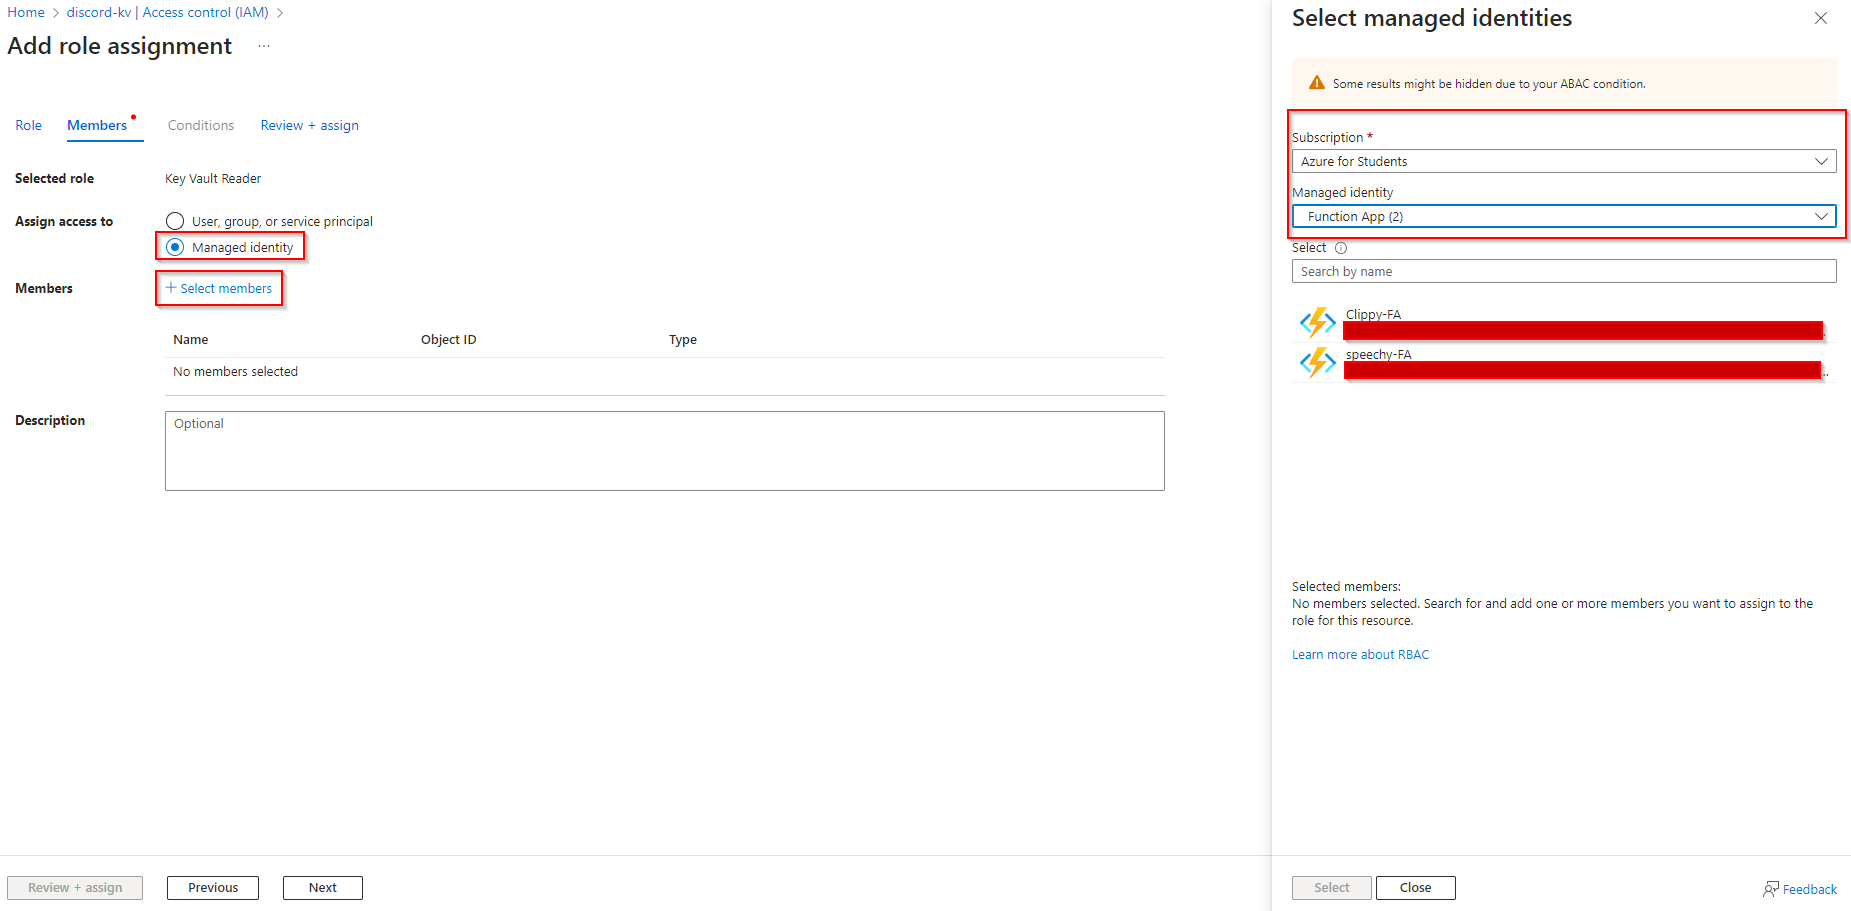 Home > discord-kv | Access control (IAM) >
Add role assignment ...
Role Members Conditions Review + assign
Selected role Key Vault Reader
Assign access to User, group, or service principal
Managed identity
Members + Select members
Name Object ID Type
No members selected
Description Optional
Review + assign Previous Next
Select managed identities
Some results might be hidden due to your ABAC condition.
Subscription *
Azure for Students
Managed identity
Function App (2)
Select
Search by name
Clippy-FA
speechy-FA
...
Selected members:
No members selected. Search for and add one or more members you want to assign to the
role for this resource.
Learn more about RBAC
Select Close Feedback